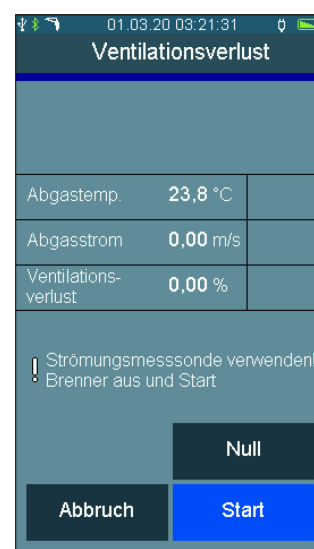 01.03.20 03:21:31
Ventilationsverlust
Abgastemp. 23,8 °C
Abgasstrom 0,00 m/s
Ventilations-
verlust 0,00 %
Strömungsmesssonde verwenden!
Brenner aus und Start
Null
Abbruch Start